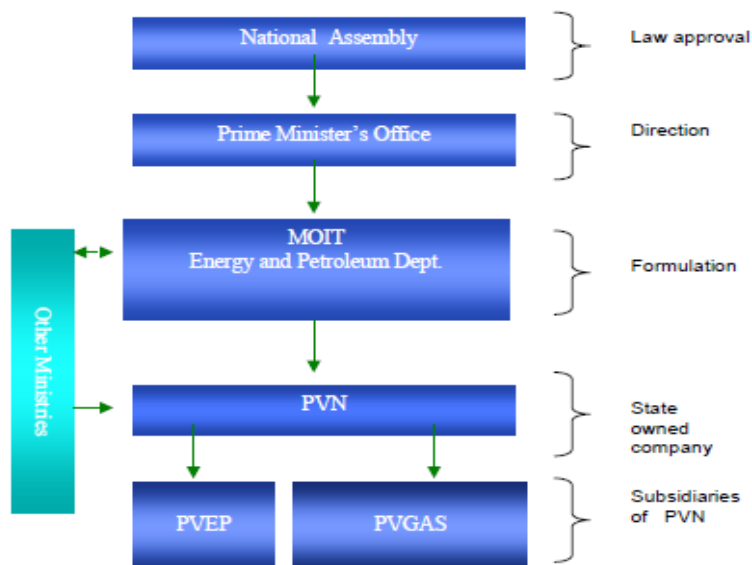 National Assembly
Law approval
Prime Minister's Office
Direction
MOIT
Energy and Petroleum Dept.
Formulation
Other Ministries
PVN
State
owned
company
PVEP
PVGAS
Subsidiaries
of PVN